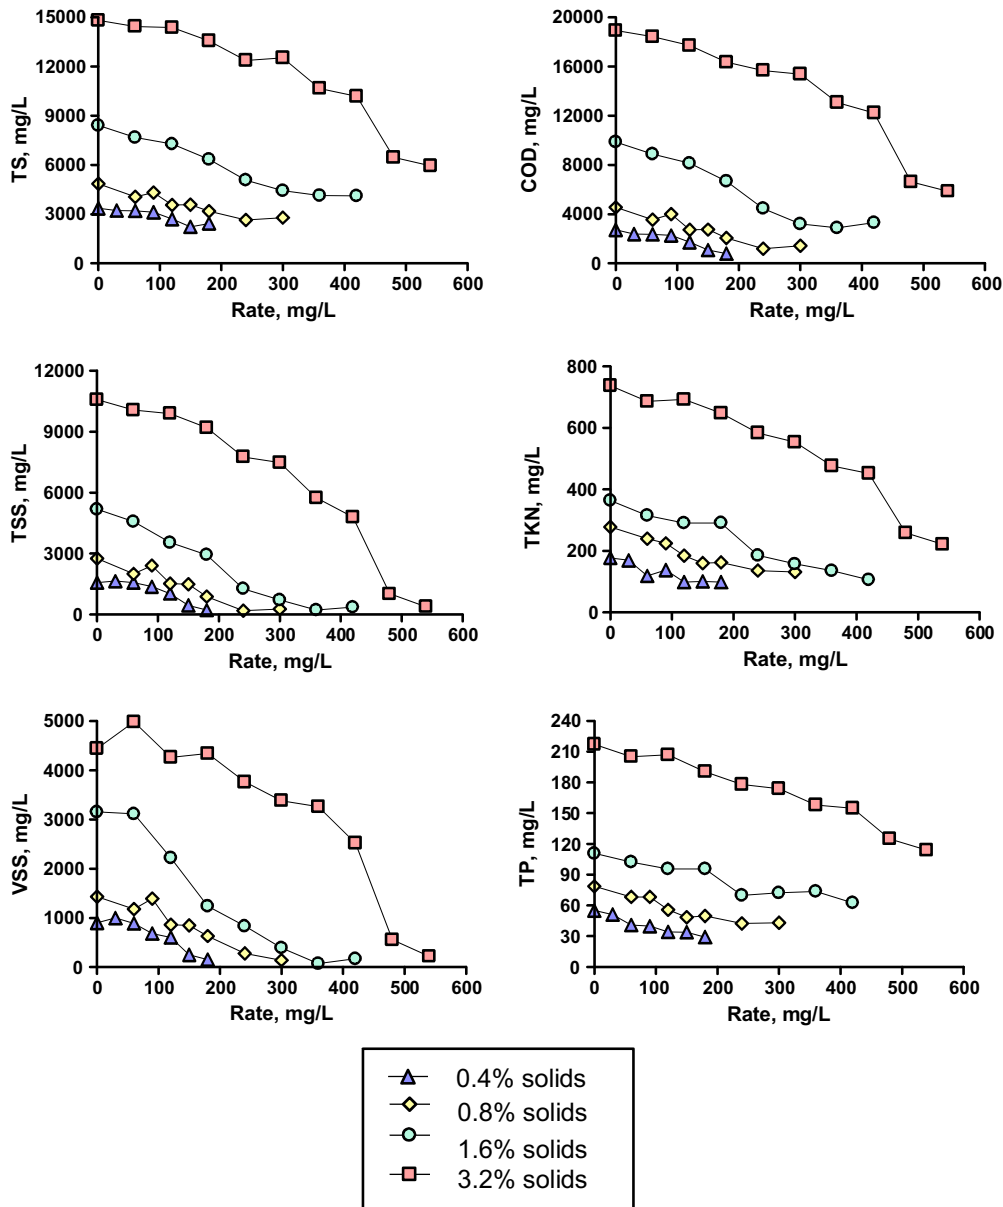 15000
12000
9000
6000
3000
0
TS, mg/L
0 100 200 300 400 500 600
Rate, mg/L
20000
16000
12000
8000
4000
0
COD, mg/L
0 100 200 300 400 500 600
Rate, mg/L
12000
9000
6000
3000
0
TSS, mg/L
0 100 200 300 400 500 600
Rate, mg/L
800
600
400
200
0
TKN, mg/L
0 100 200 300 400 500 600
Rate, mg/L
5000
4000
3000
2000
1000
0
VSS, mg/L
0 100 200 300 400 500 600
Rate, mg/L
240
210
180
150
120
90
60
30
0
TP, mg/L
0 100 200 300 400 500 600
Rate, mg/L
0.4% solids
0.8% solids
1.6% solids
3.2% solids